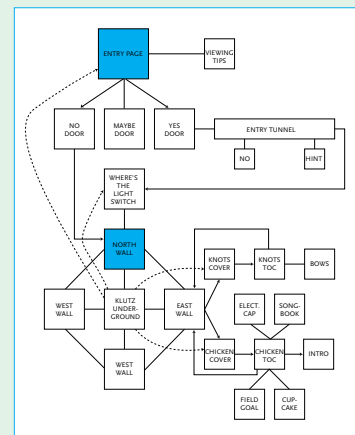 ENTRY PAGE
VIEWING
TIPS
NO
DOOR
MAYBE
DOOR
YES
DOOR
ENTRY TUNNEL
NO
HINT
WHERE'S
THE
LIGHT
SWITCH
NORTH
WALL
KNOTS
COVER
KNOTS
TOC
BOWS
WEST
WALL
KLUTZ
UNDER-
GROUND
EAST
WALL
ELECT.
CAP
SONG-
BOOK
WEST
WALL
CHICKEN
COVER
CHICKEN
TOC
INTRO
FIELD
GOAL
CUP-
CAKE